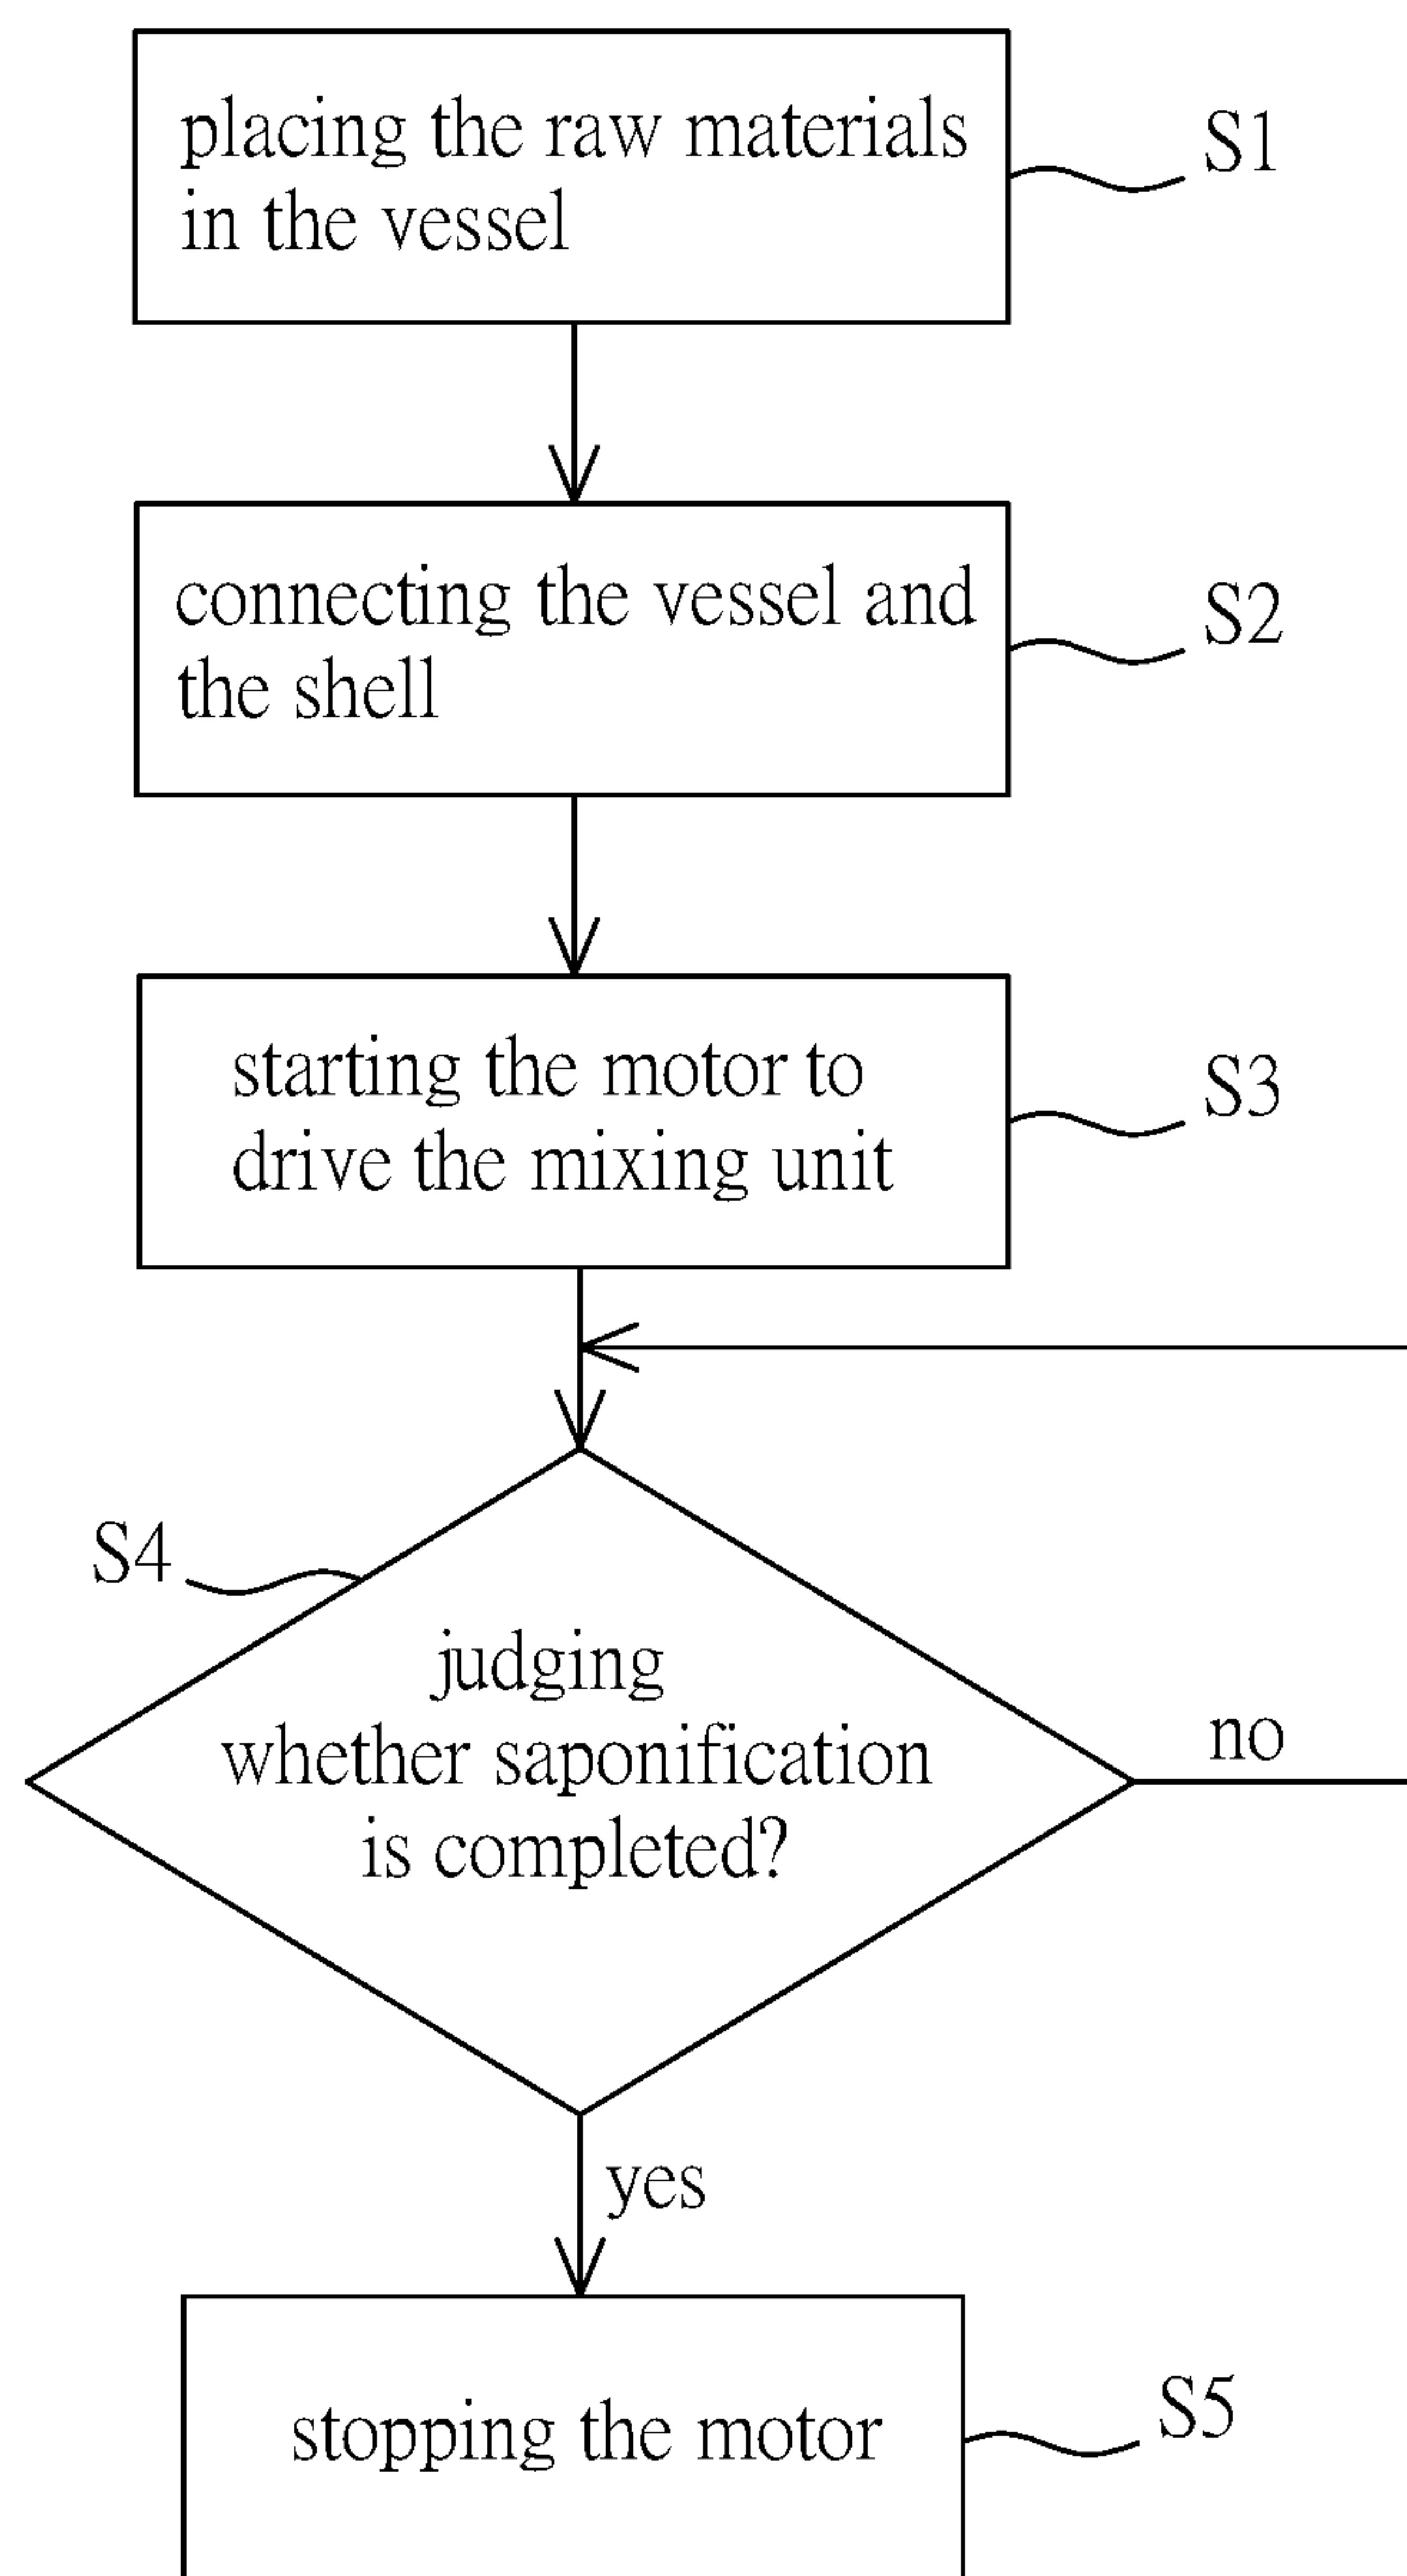 placing the raw materials
in the vessel
S1
connecting the vessel and
the shell
S2
starting the motor to
drive the mixing unit
S3
S4
judging
whether saponification
is completed?
no
yes
stopping the motor
S5